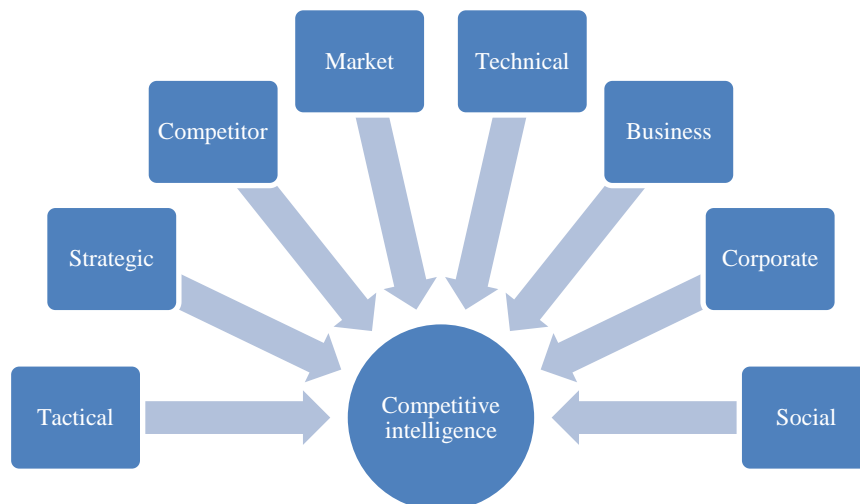 Market
Technical
Competitor
Business
Strategic
Corporate
Tactical
Competitive
intelligence
Social